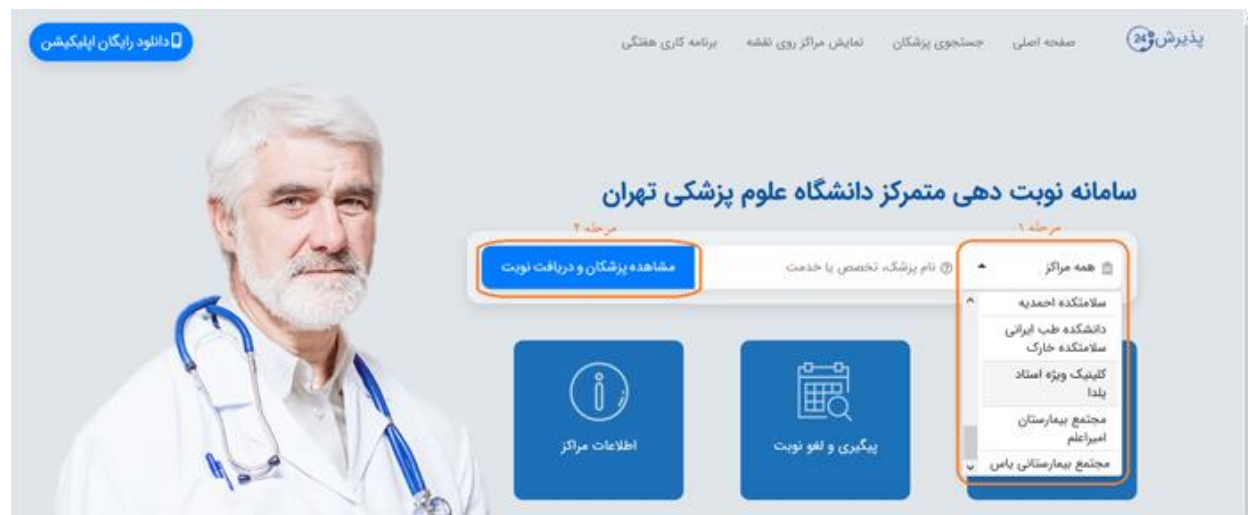 پذیرش 24
صفحه اصلی
جستجوی پزشکان
نمایش مراکز روی نقشه
برنامه کاری هفتگی
دانلود رایگان اپلیکیشن
سامانه نوبت دهی متمرکز دانشگاه علوم پزشکی تهران
مرحله ۱
مرحله ۲
همه مراکز
نام پزشک، تخصص یا خدمت
مشاهده پزشکان و دریافت نوبت
سلامتکده احمدیه
دانشکده طب ایرانی
سلامتکده خارک
کلینیک ویژه استاد
یلدا
مجتمع بیمارستان
امیراعلم
مجتمع بیمارستانی یاس
پیگیری و لغو نوبت
اطلاعات مراکز